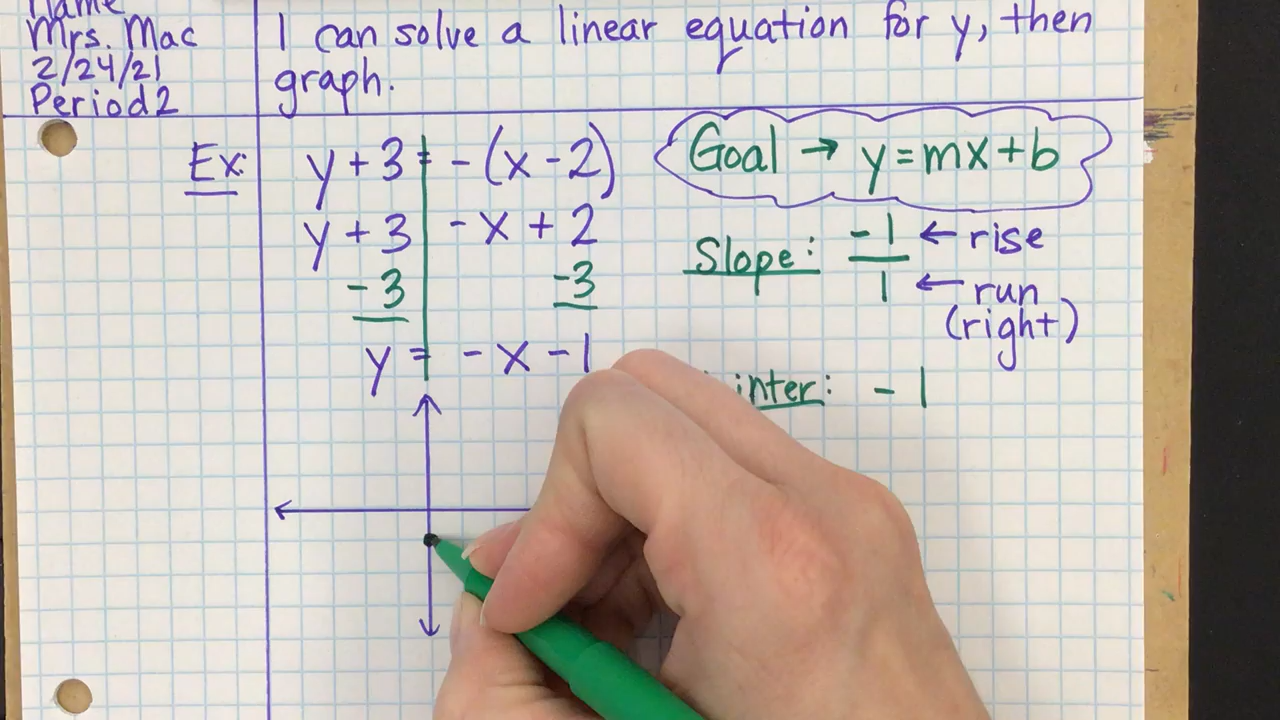 Name
Mrs. Mac
2/24/21
Period 2
I can solve a linear equation for y, then
graph.
Ex:
y + 3 = -(x - 2)
y + 3 -x + 2
-3 -3
y = -x - 1
Goal → y = mx + b
Slope: -1 ← rise
1 ← run
(right)
inter: -1